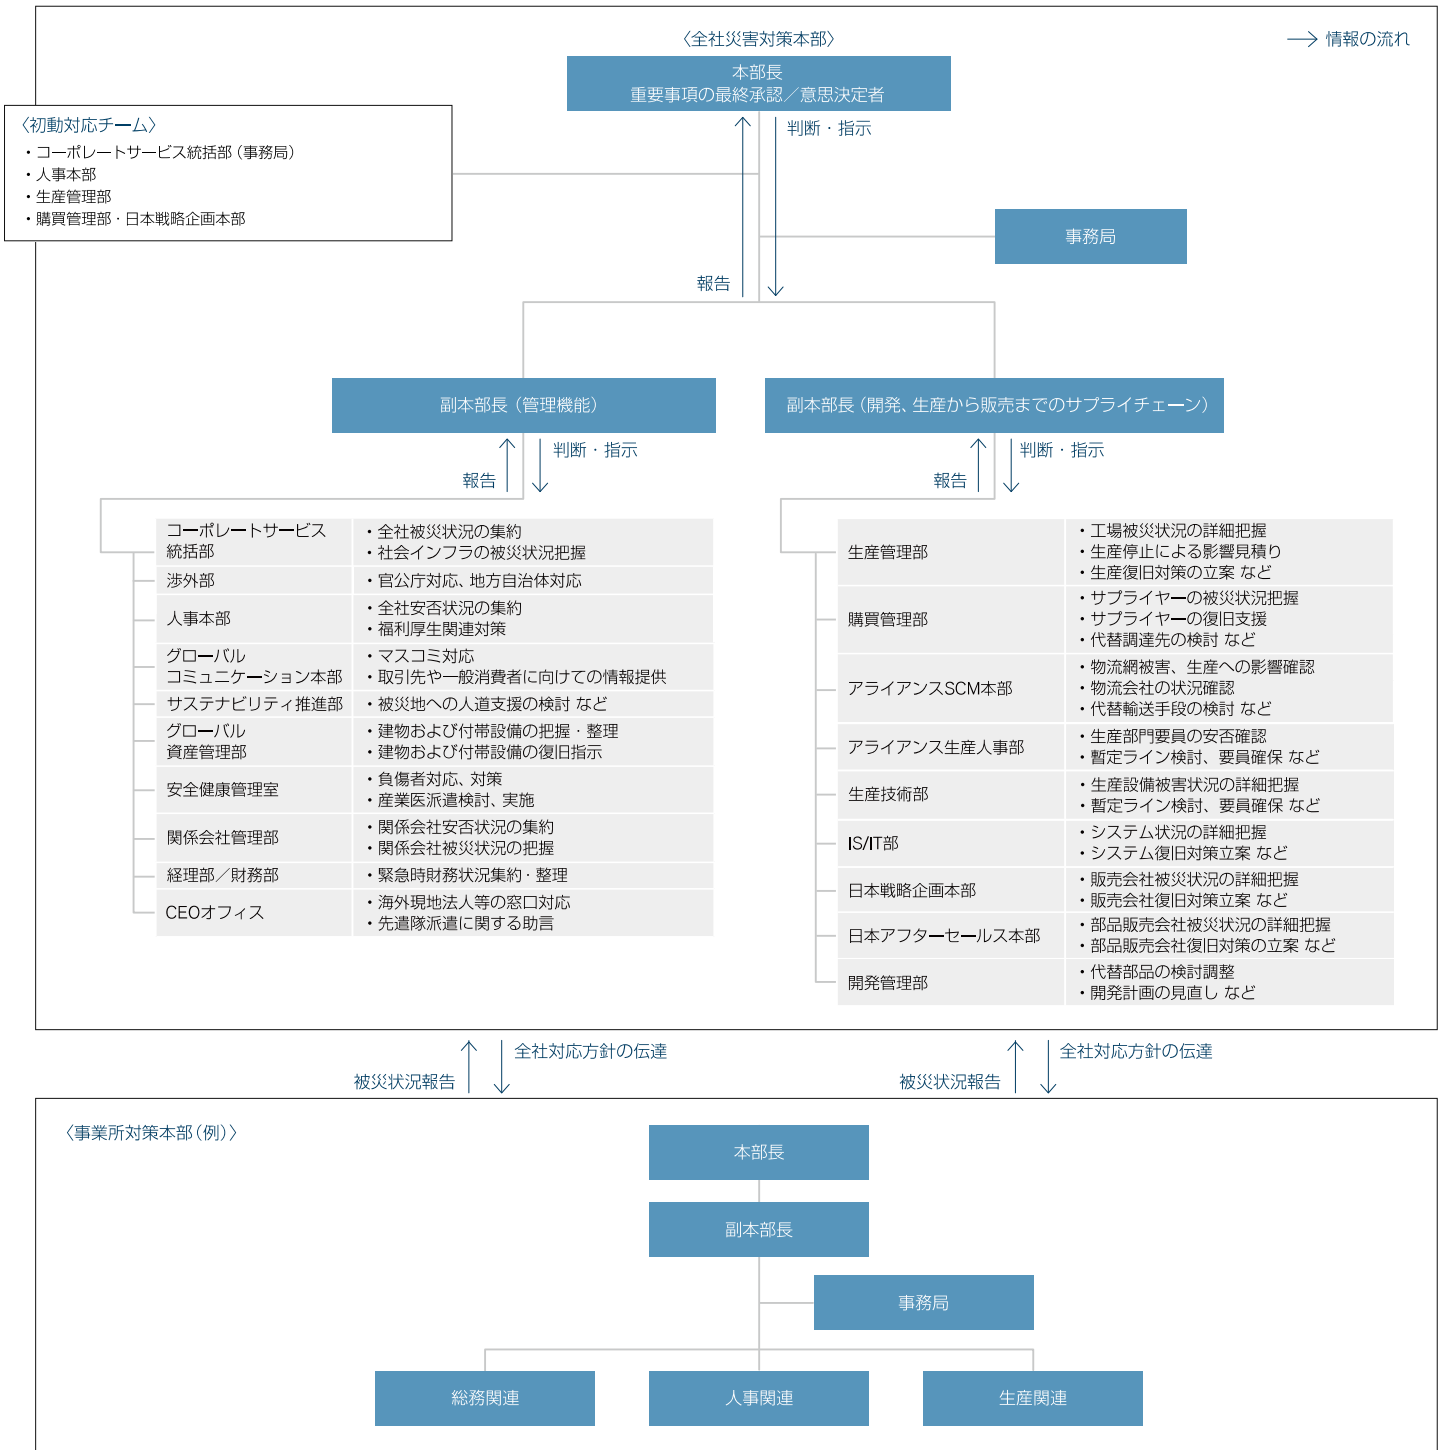 〈全社災害対策本部〉
情報の流れ
本部長
重要事項の最終承認／意思決定者
〈初動対応チーム〉
・コーポレートサービス統括部（事務局）
・人事本部
・生産管理部
・購買管理部・日本戦略企画本部
判断・指示
事務局
報告
副本部長（管理機能）
副本部長（開発、生産から販売までのサプライチェーン）
報告
判断・指示
報告
判断・指示
コーポレートサービス
統括部
・全社被災状況の集約
・社会インフラの被災状況把握
渉外部
・官公庁対応、地方自治体対応
人事本部
・全社安否状況の集約
・福利厚生関連対策
グローバル
コミュニケーション本部
・マスコミ対応
・取引先や一般消費者に向けての情報提供
サステナビリティ推進部
・被災地への人道支援の検討 など
グローバル
資産管理部
・建物および付帯設備の把握・整理
・建物および付帯設備の復旧指示
安全健康管理室
・負傷者対応、対策
・産業医派遣検討、実施
関係会社管理部
・関係会社安否状況の集約
・関係会社被災状況の把握
経理部／財務部
・緊急時財務状況集約・整理
CEOオフィス
・海外現地法人等の窓口対応
・先遣隊派遣に関する助言
生産管理部
・工場被災状況の詳細把握
・生産停止による影響見積り
・生産復旧対策の立案 など
購買管理部
・サプライヤーの被災状況把握
・サプライヤーの復旧支援
・代替調達先の検討 など
アライアンスSCM本部
・物流網被害、生産への影響確認
・物流会社の状況確認
・代替輸送手段の検討 など
アライアンス生産人事部
・生産部門要員の安否確認
・暫定ライン検討、要員確保 など
生産技術部
・生産設備被害状況の詳細把握
・暫定ライン検討、要員確保 など
IS/IT部
・システム状況の詳細把握
・システム復旧対策立案 など
日本戦略企画本部
・販売会社被災状況の詳細把握
・販売会社復旧対策立案 など
日本アフターセールス本部
・部品販売会社被災状況の詳細把握
・部品販売会社復旧対策の立案 など
開発管理部
・代替部品の検討調整
・開発計画の見直し など
被災状況報告
全社対応方針の伝達
被災状況報告
全社対応方針の伝達
〈事業所対策本部（例）〉
本部長
副本部長
事務局
総務関連
人事関連
生産関連